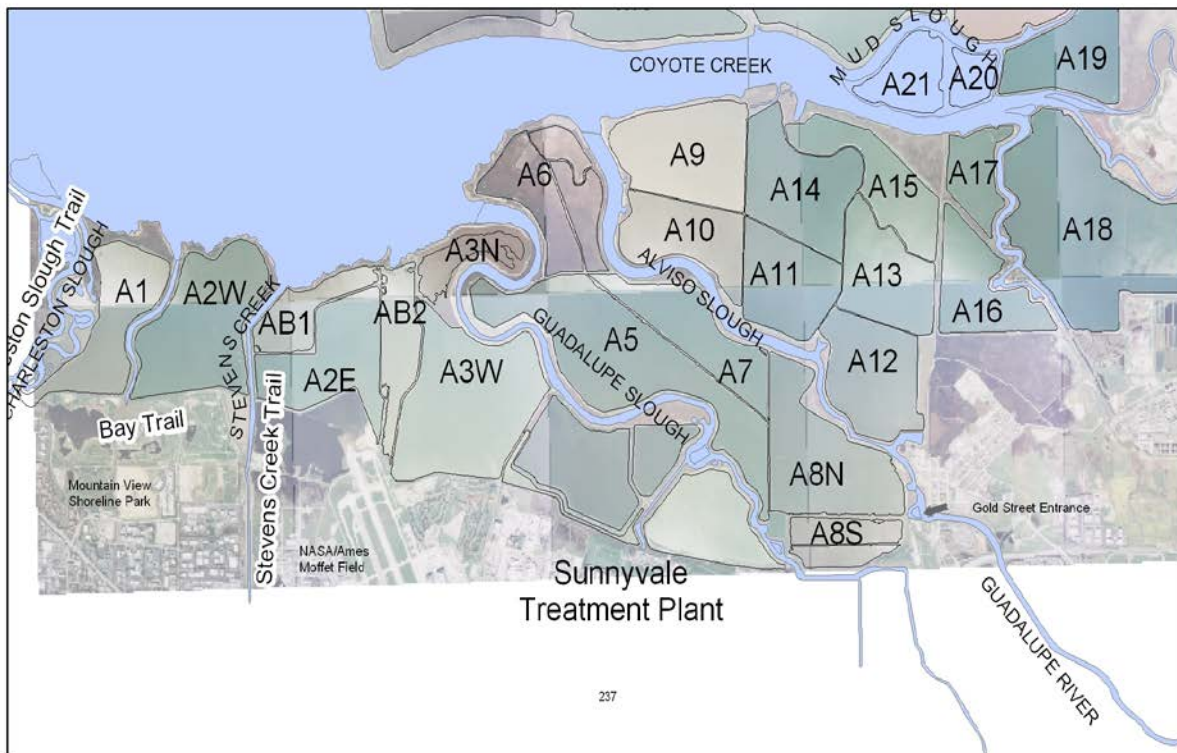 COYOTE CREEK
MUD SLOUGH
A21
A20
A19
A9
A14
A15
A17
A18
A6
A10
A11
A13
A16
A12
ALVISO SLOUGH
eston Slough Trail
CHARLESTON SLOUGH
A1
A2W
STEVENS CREEK
AB1
AB2
A3N
A2E
A3W
GUADALUPE SLOUGH
A5
A7
A8N
A8S
Bay Trail
Stevens Creek Trail
Mountain View
Shoreline Park
NASA/Ames
Moffet Field
Sunnyvale
Treatment Plant
Gold Street Entrance
GUADALUPE RIVER
237